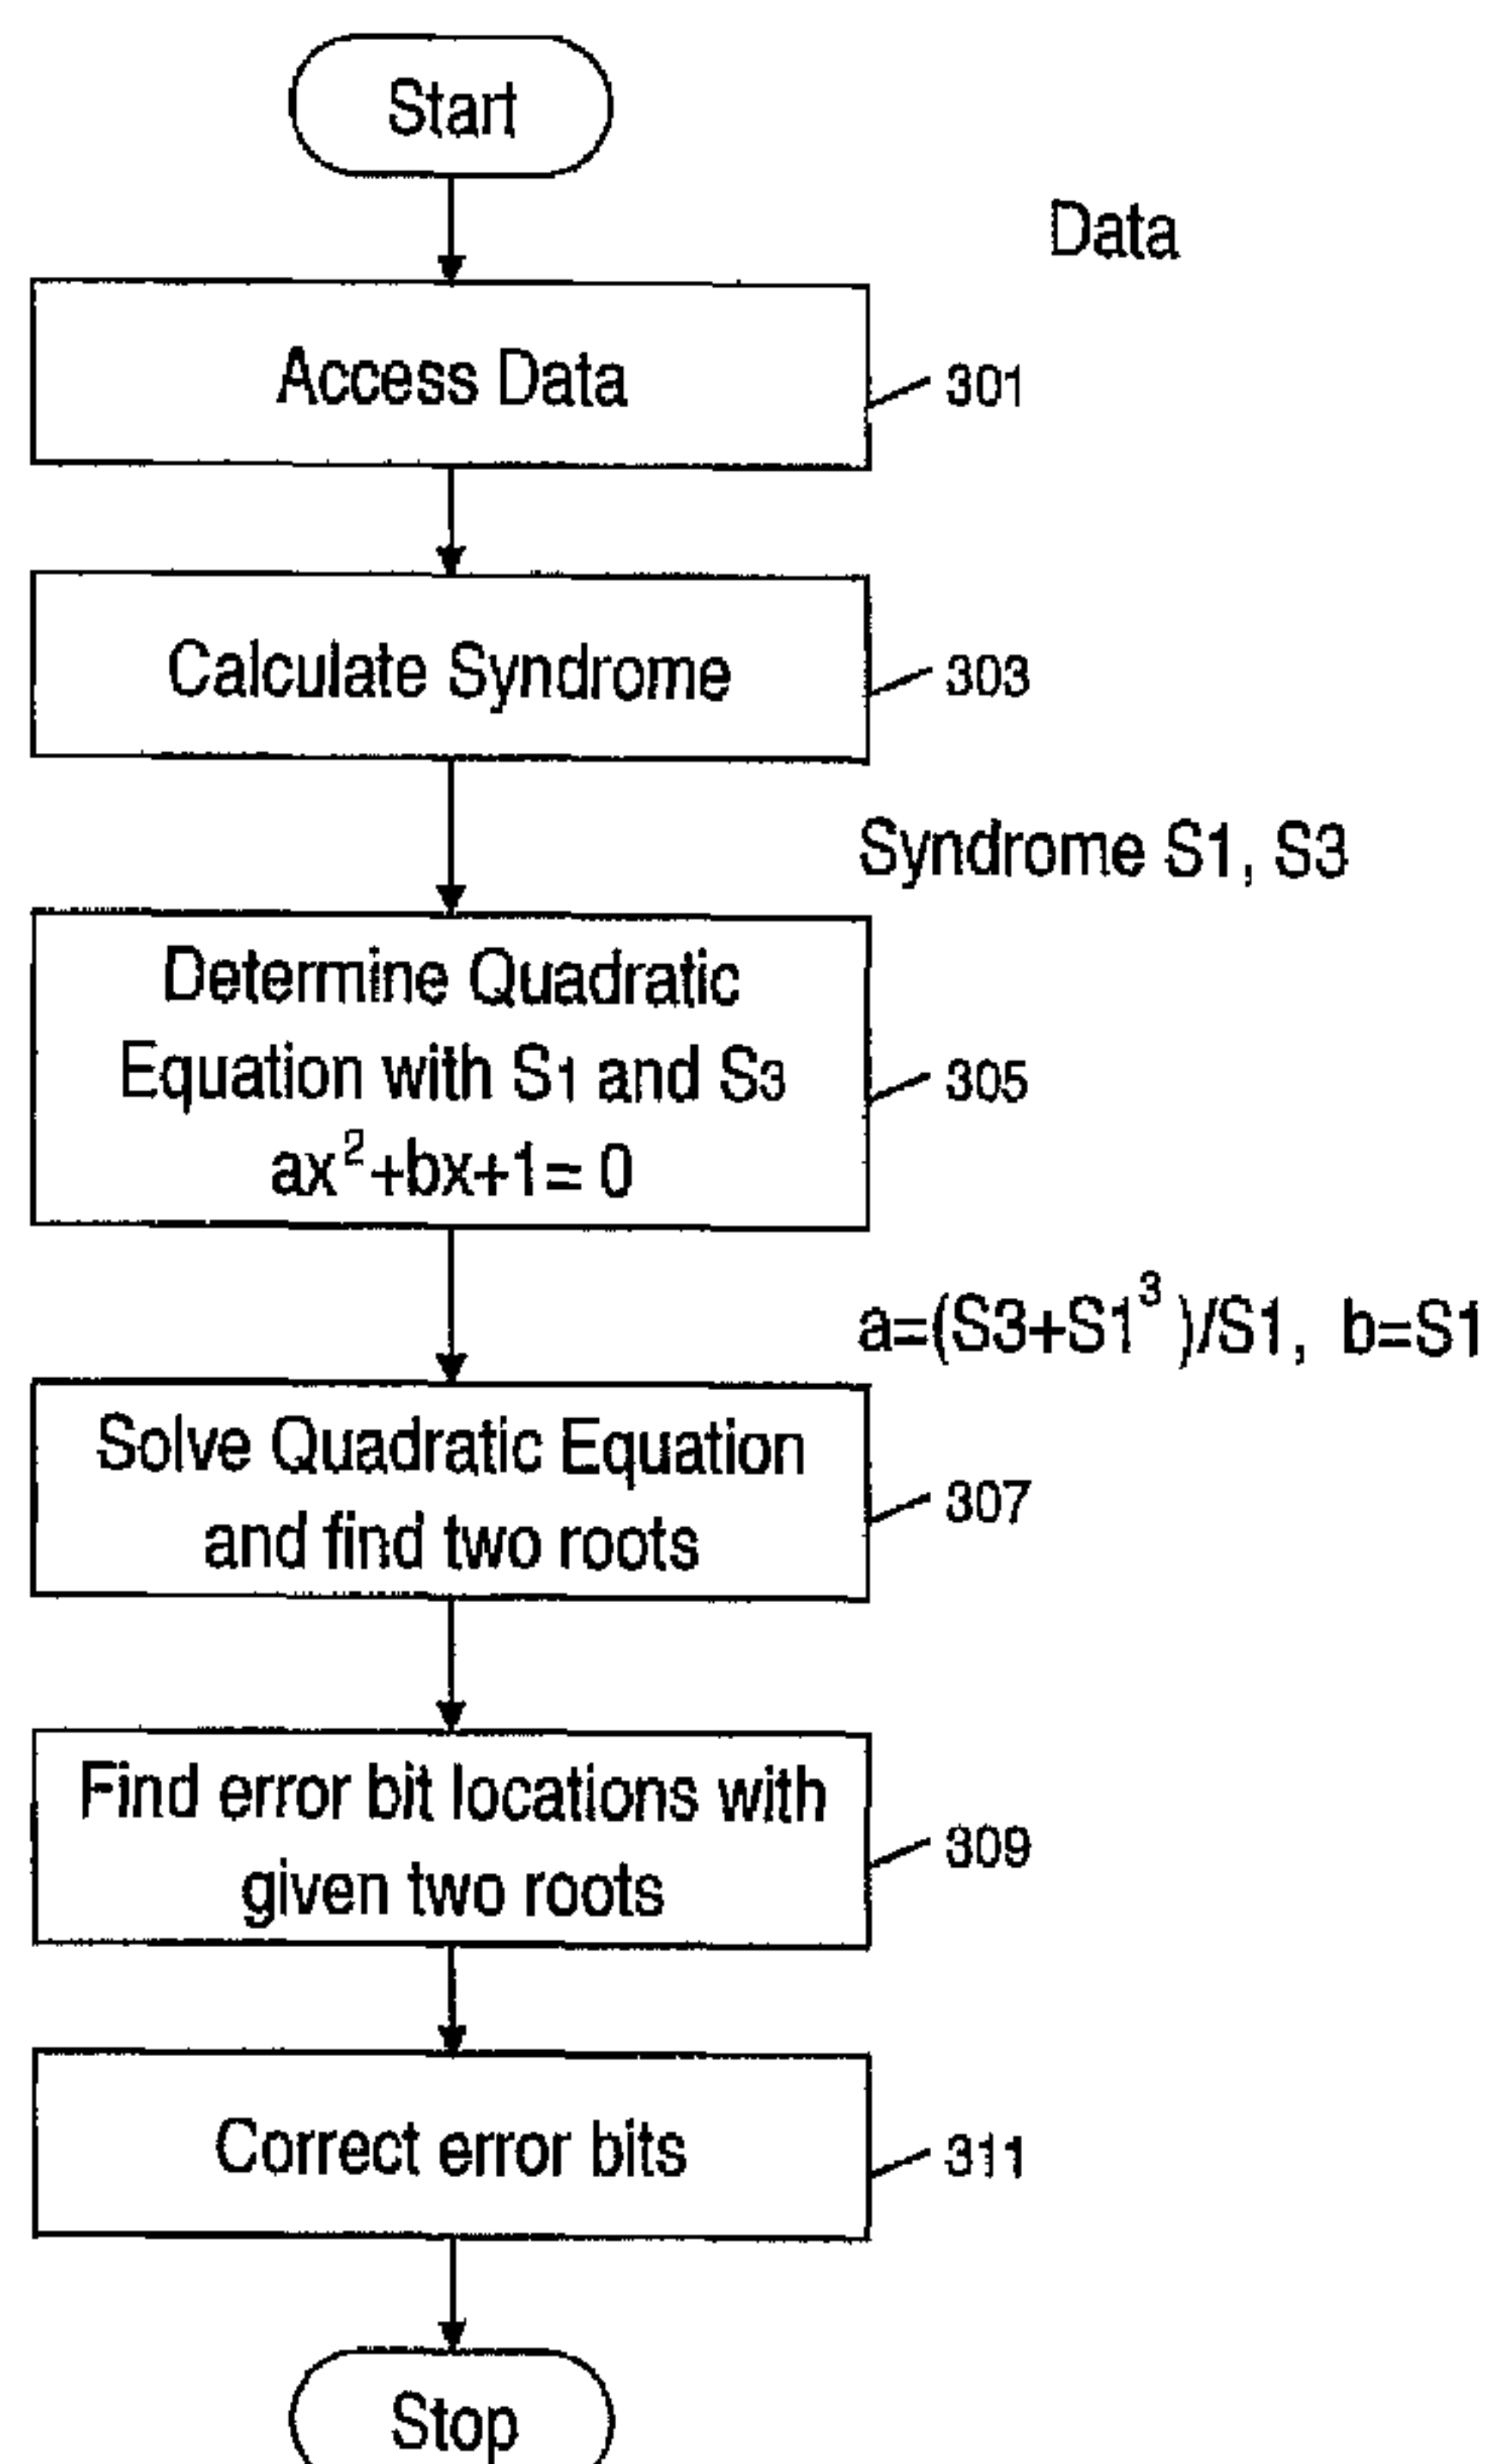 Start
Data
Access Data
301
Calculate Syndrome
303
Syndrome S1, S3
Determine Quadratic
Equation with S1 and S3
ax²+bx+1= 0
305
a=(S3+S1³)/S1, b=S1
Solve Quadratic Equation
and find two roots
307
Find error bit locations with
given two roots
309
Correct error bits
311
Stop